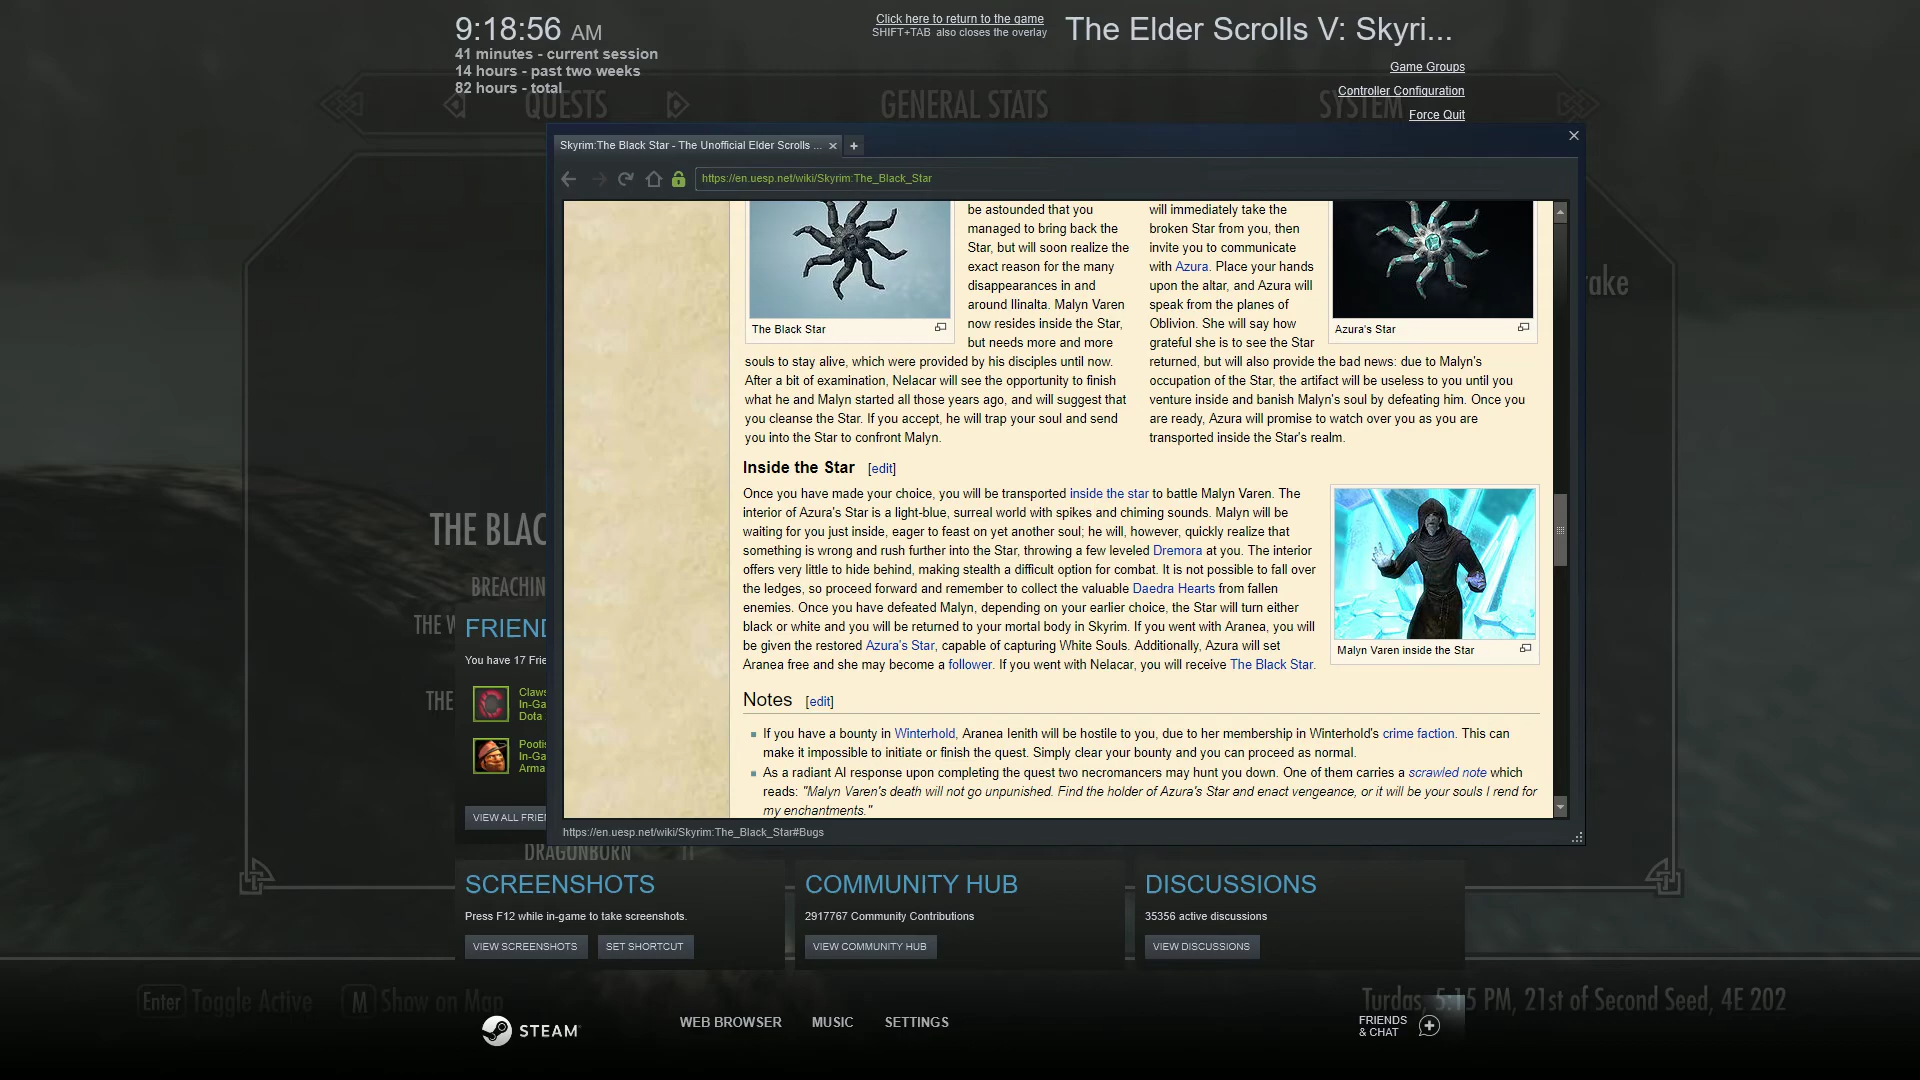 9:18:56 AM
41 minutes - current session
14 hours - past two weeks
82 hours - total
Click here to return to the game
SHIFT+TAB also closes the overlay
The Elder Scrolls V: Skyri...
Game Groups
Controller Configuration
Force Quit
QUESTS
GENERAL STATS
SYSTEM
Skyrim:The Black Star - The Unofficial Elder Scrolls ...
https://en.uesp.net/wiki/Skyrim:The_Black_Star
The Black Star
be astounded that you
managed to bring back the
Star, but will soon realize the
exact reason for the many
disappearances in and
around Ilinalta. Malyn Varen
now resides inside the Star,
but needs more and more
souls to stay alive, which were provided by his disciples until now.
After a bit of examination, Nelacar will see the opportunity to finish
what he and Malyn started all those years ago, and will suggest that
you cleanse the Star. If you accept, he will trap your soul and send
you into the Star to confront Malyn.
will immediately take the
broken Star from you, then
invite you to communicate
with Azura. Place your hands
upon the altar, and Azura will
speak from the planes of
Oblivion. She will say how
grateful she is to see the Star
returned, but will also provide the bad news: due to Malyn's
occupation of the Star, the artifact will be useless to you until you
venture inside and banish Malyn's soul by defeating him. Once you
are ready, Azura will promise to watch over you as you are
transported inside the Star's realm.
Azura's Star
Inside the Star [edit]
Once you have made your choice, you will be transported inside the star to battle Malyn Varen. The
interior of Azura's Star is a light-blue, surreal world with spikes and chiming sounds. Malyn will be
waiting for you just inside, eager to feast on yet another soul; he will, however, quickly realize that
something is wrong and rush further into the Star, throwing a few leveled Dremora at you. The interior
offers very little to hide behind, making stealth a difficult option for combat. It is not possible to fall over
the ledges, so proceed forward and remember to collect the valuable Daedra Hearts from fallen
enemies. Once you have defeated Malyn, depending on your earlier choice, the Star will turn either
black or white and you will be returned to your mortal body in Skyrim. If you went with Aranea, you will
be given the restored Azura's Star, capable of capturing White Souls. Additionally, Azura will set
Aranea free and she may become a follower. If you went with Nelacar, you will receive The Black Star.
Malyn Varen inside the Star
Notes [edit]
If you have a bounty in Winterhold, Aranea Ienith will be hostile to you, due to her membership in Winterhold's crime faction. This can
make it impossible to initiate or finish the quest. Simply clear your bounty and you can proceed as normal.
As a radiant AI response upon completing the quest two necromancers may hunt you down. One of them carries a scrawled note which
reads: "Malyn Varen's death will not go unpunished. Find the holder of Azura's Star and enact vengeance, or it will be your souls I rend for
my enchantments."
https://en.uesp.net/wiki/Skyrim:The_Black_Star#Bugs
THE BLAC
BREACHIN
THE W
FRIEND
You have 17 Frie
THE
Claws
In-Ga
Dota
Pooti
In-Ga
Arma
VIEW ALL FRIE
DRAGONBORN
SCREENSHOTS
Press F12 while in-game to take screenshots.
VIEW SCREENSHOTS
SET SHORTCUT
COMMUNITY HUB
2917767 Community Contributions
VIEW COMMUNITY HUB
DISCUSSIONS
35356 active discussions
VIEW DISCUSSIONS
Enter Toggle Active
M Show on Map
Turdas, 5:15 PM, 21st of Second Seed, 4E 202
STEAM
WEB BROWSER
MUSIC
SETTINGS
FRIENDS
& CHAT